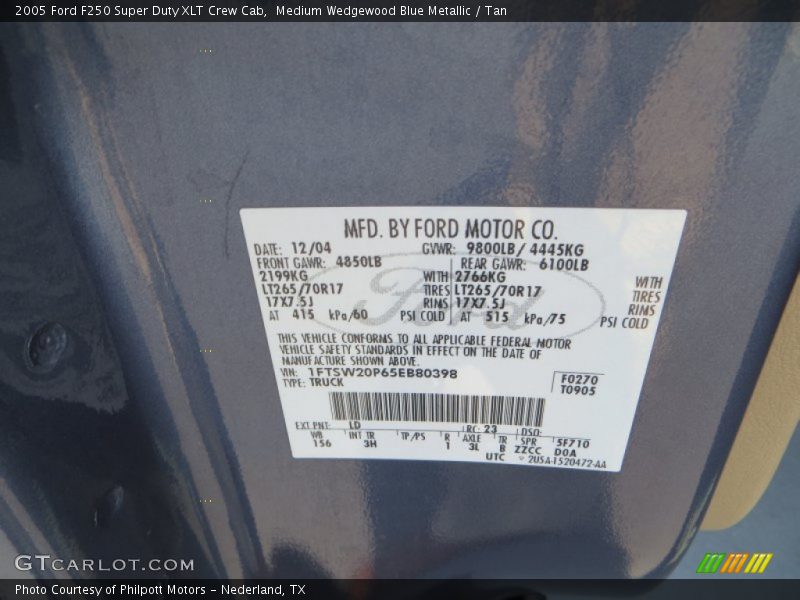 2005 Ford F250 Super Duty XLT Crew Cab,  Medium Wedgewood Blue Metallic / Tan
MFD. BY FORD MOTOR CO.
DATE: 12/04 GVWR: 9800LB/ 4445KG
FRONT GAWR: 4850LB REAR GAWR: 6100LB
2199KG WITH 2766KG WITH
LT265/70R17 TIRES LT265/70R17 TIRES
17X7.5J RIMS 17X7.5J RIMS
AT 415 kPa/60 PSI COLD AT 515 kPa/75 PSI COLD
Ford
THIS VEHICLE CONFORMS TO ALL APPLICABLE FEDERAL MOTOR
VEHICLE SAFETY STANDARDS IN EFFECT ON THE DATE OF
MANUFACTURE SHOWN ABOVE.
VIN: 1FTSW20P65EB80398 F0270
TYPE: TRUCK T0905
EXT PNT: LD RC: 23 DSO:
WB INT TR TP/PS R AXLE TR SPR 5F710
156 3H 1 3L B ZZCC D0A
UTC 2U5A-1520472-AA
GTCARLOT.COM
Photo Courtesy of Philpott Motors - Nederland, TX